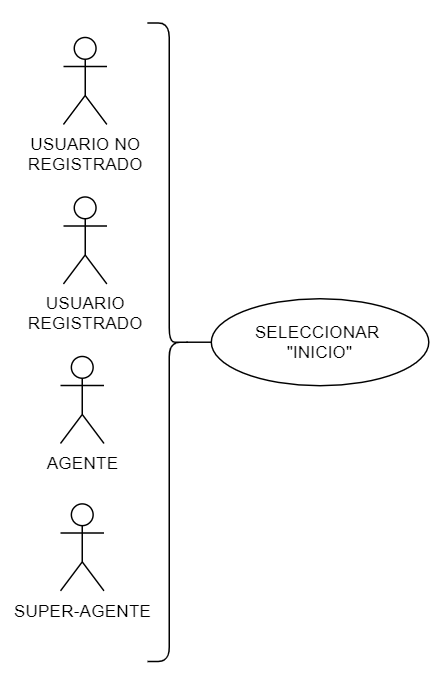 USUARIO NO
REGISTRADO
USUARIO
REGISTRADO
SELECCIONAR
"INICIO"
AGENTE
SUPER-AGENTE